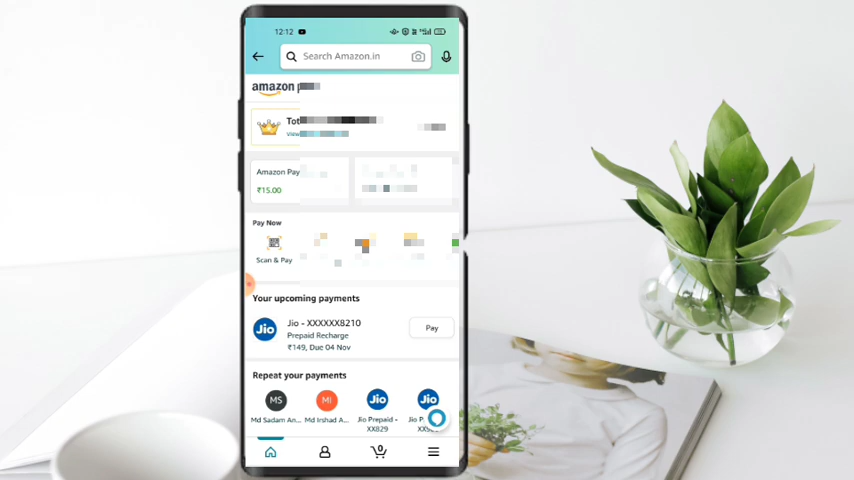 12:12
Search Amazon.in
amazon
Tot
View
Amazon Pay
₹15.00
Pay Now
Scan & Pay
Your upcoming payments
Jio
Jio - XXXXXX8210
Prepaid Recharge
₹149, Due 04 Nov
Pay
Repeat your payments
MS
MI
Jio
Jio
Md Sadam An...
Md Irshad A...
Jio Prepaid -
XX829
Jio P
0